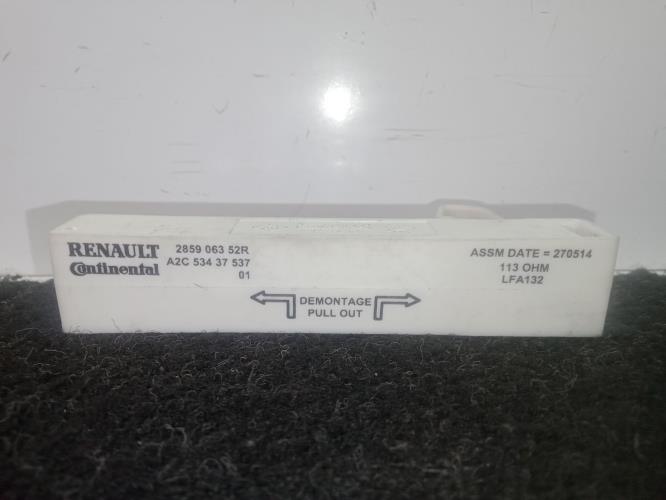 RENAULT 2859 063 52R
Continental A2C 534 37 537
01
DEMONTAGE
PULL OUT
ASSM DATE = 270514
113 OHM
LFA132